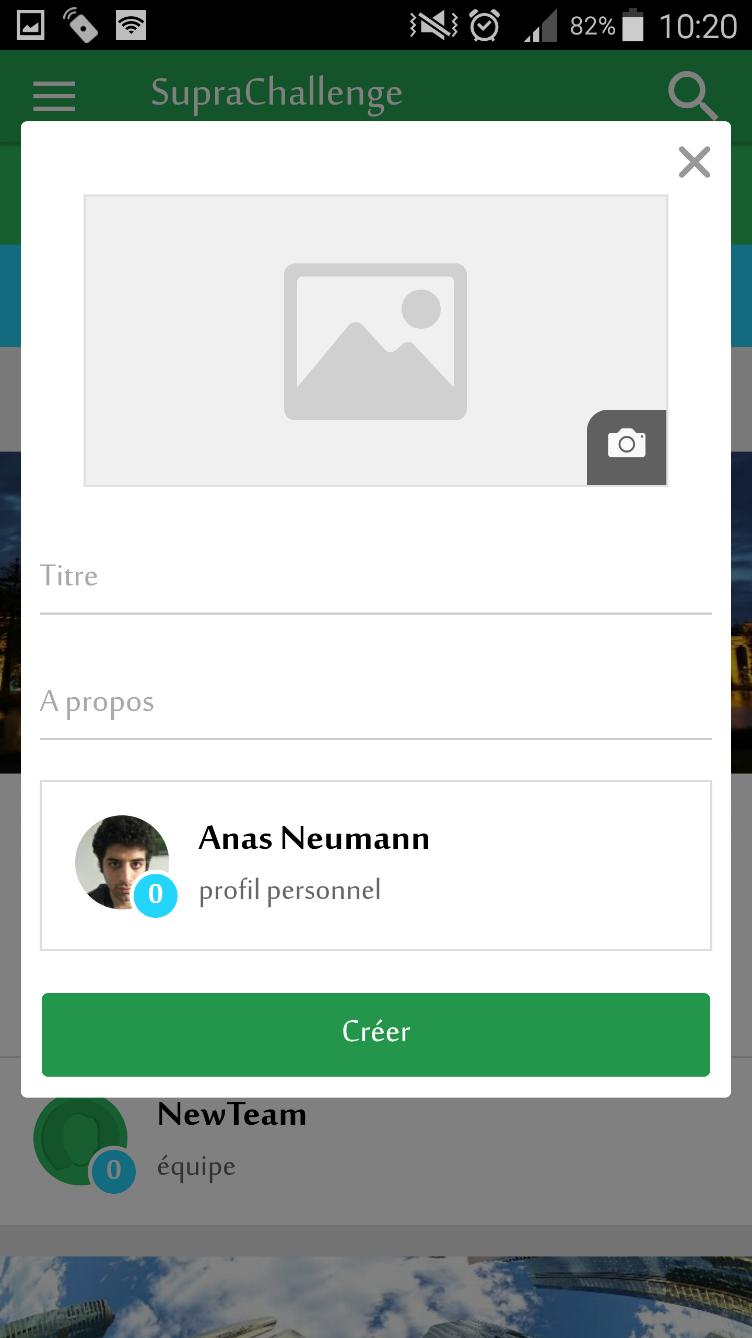 82% 10:20
SupraChallenge
Titre
A propos
Anas Neumann
0
profil personnel
Créer
NewTeam
0
équipe